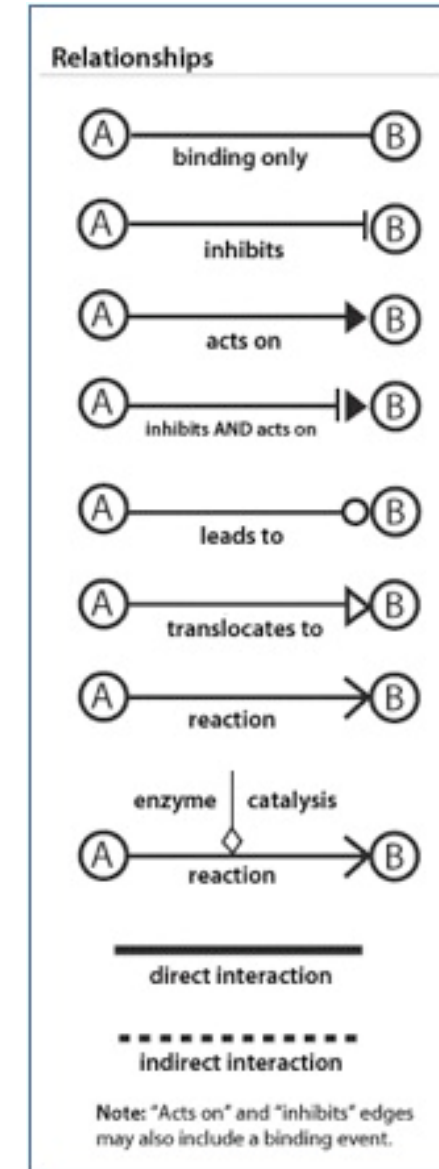 Relationships
A B
binding only
A B
inhibits
A B
acts on
A B
inhibits AND acts on
A B
leads to
A B
translocates to
A B
reaction
enzyme catalysis
A B
reaction
direct interaction
indirect interaction
Note: "Acts on" and "inhibits" edges
may also include a binding event.